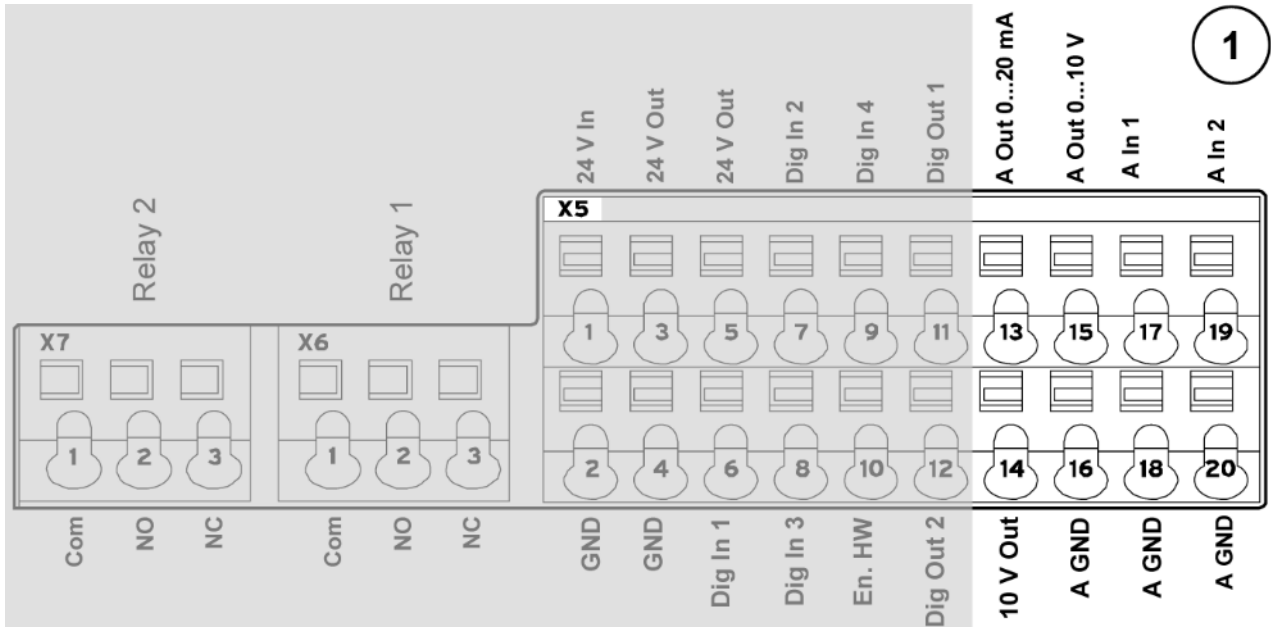 24 V In 24 V Out 24 V Out Dig In 2 Dig In 4 Dig Out 1 A Out 0...20 mA A Out 0...10 V A In 1 A In 2
1
Relay 2 Relay 1
X5
1 3 5 7 9 11 13 15 17 19
X7 X6
1 2 3 1 2 3 2 4 6 8 10 12 14 16 18 20
Com NO NC Com NO NC GND GND Dig In 1 Dig In 3 En. HW Dig Out 2 10 V Out A GND A GND A GND